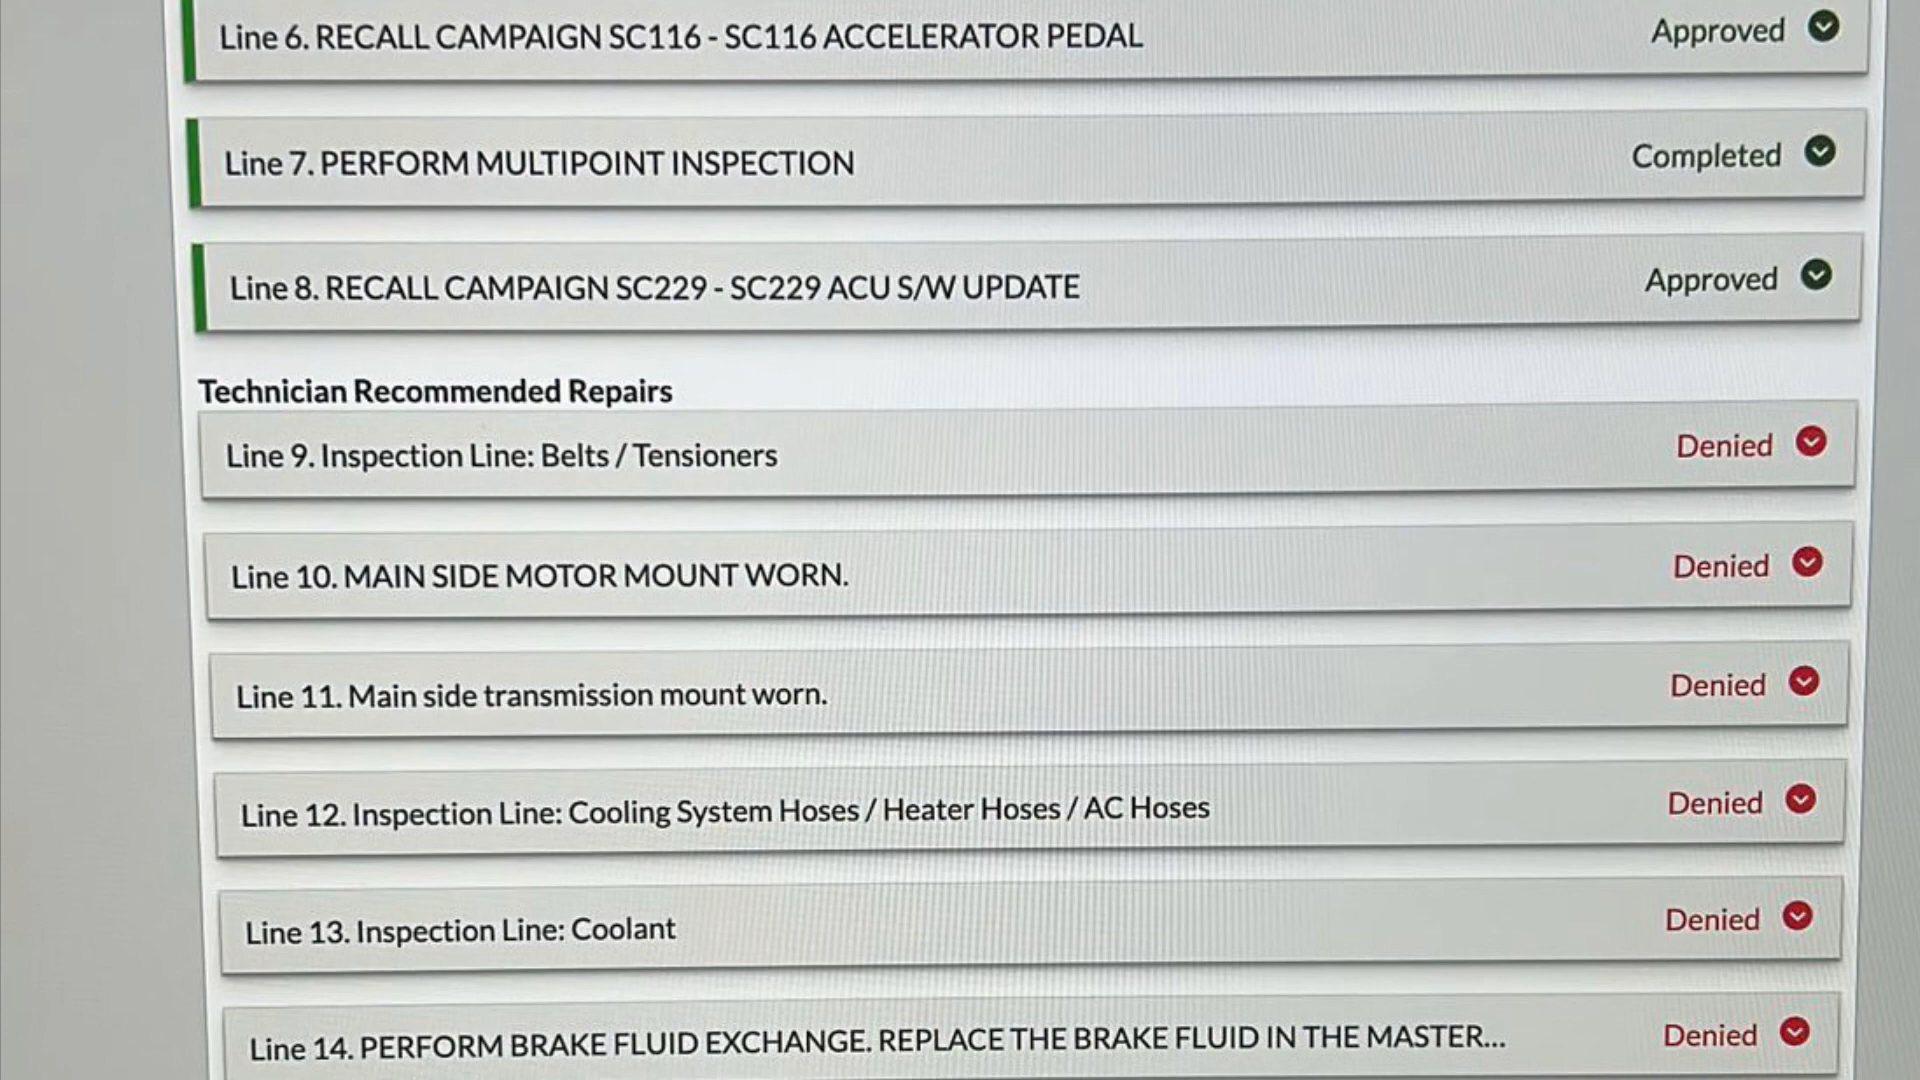 Line 6. RECALL CAMPAIGN SC116 - SC116 ACCELERATOR PEDAL Approved
Line 7. PERFORM MULTIPOINT INSPECTION Completed
Line 8. RECALL CAMPAIGN SC229 - SC229 ACU S/W UPDATE Approved
Technician Recommended Repairs
Line 9. Inspection Line: Belts / Tensioners Denied
Line 10. MAIN SIDE MOTOR MOUNT WORN. Denied
Line 11. Main side transmission mount worn. Denied
Line 12. Inspection Line: Cooling System Hoses / Heater Hoses / AC Hoses Denied
Line 13. Inspection Line: Coolant Denied
Line 14. PERFORM BRAKE FLUID EXCHANGE. REPLACE THE BRAKE FLUID IN THE MASTER... Denied